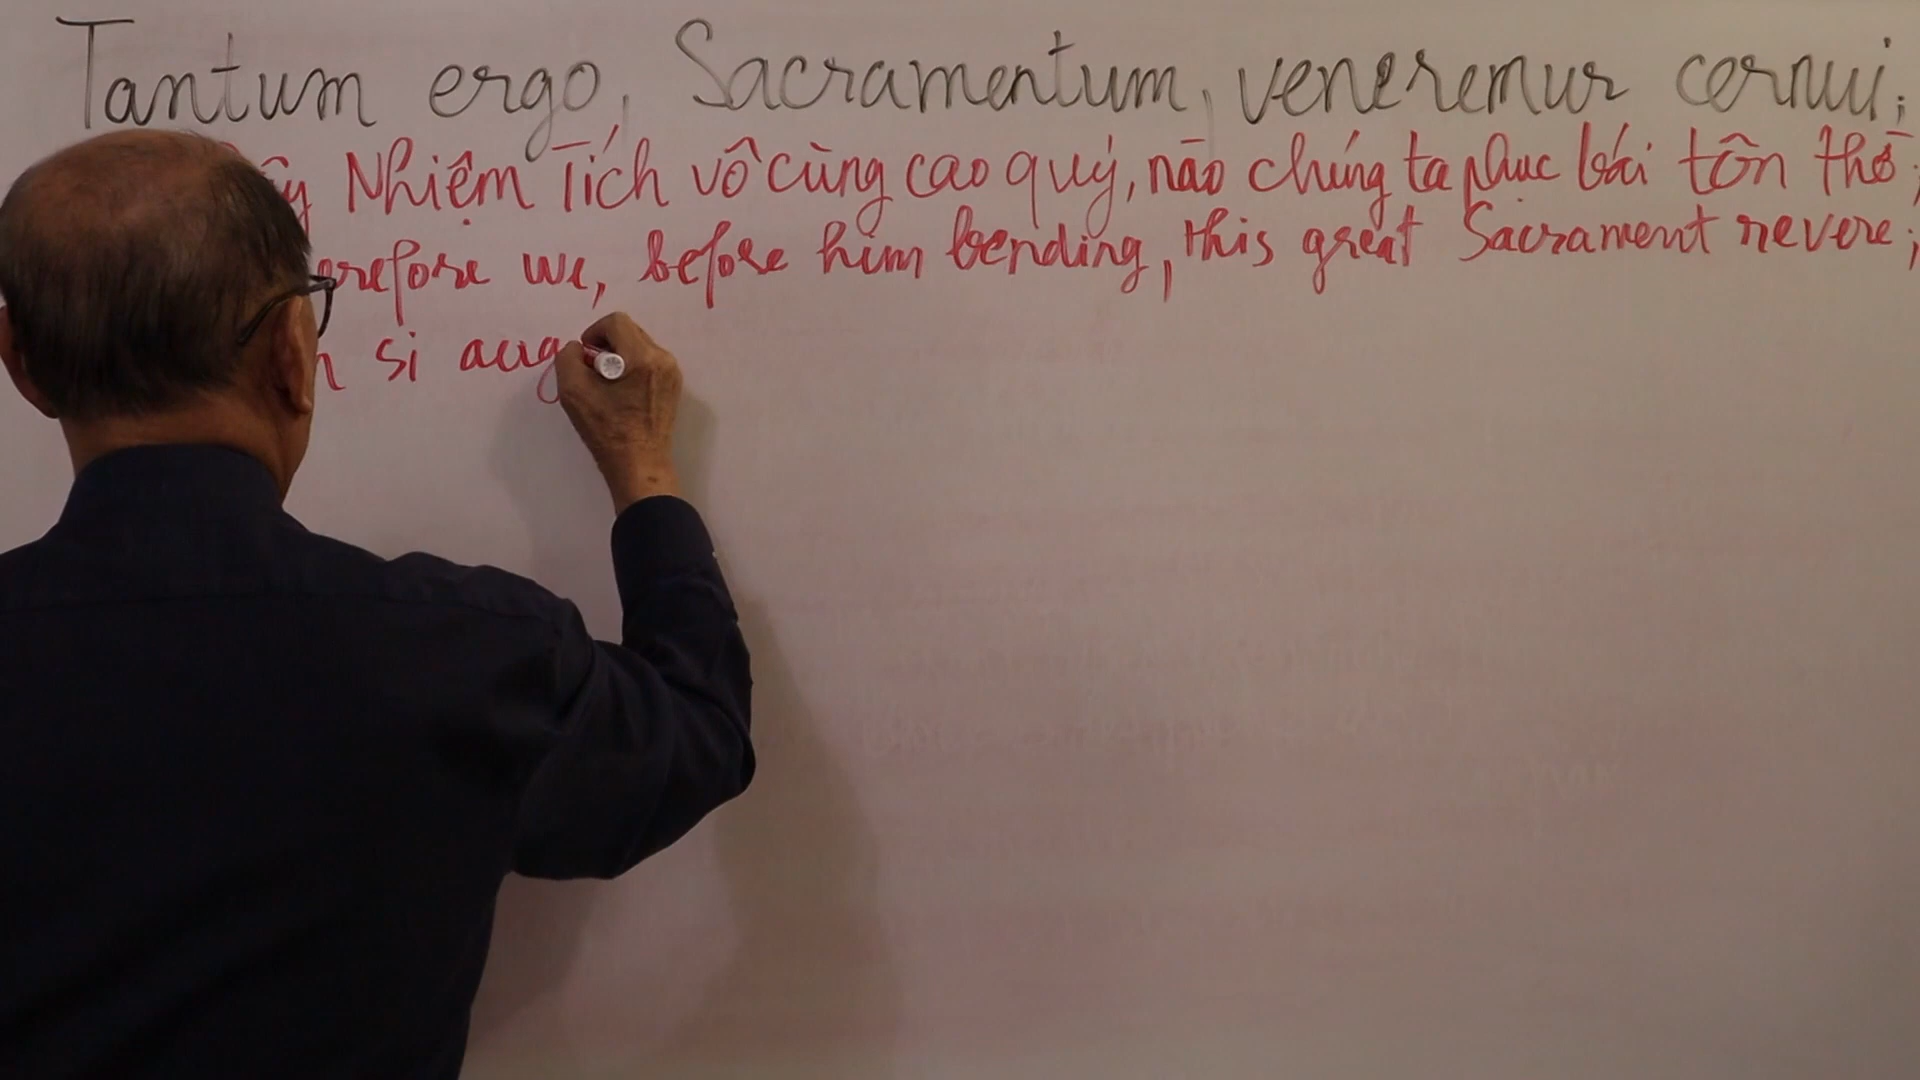 Tantum ergo, Sacramentum, veneremur cernui;
Nhiệm Tích vô cùng cao quý, nào chúng ta phục bái tôn thờ;
we, before him bending, this great Sacrament revere;
si